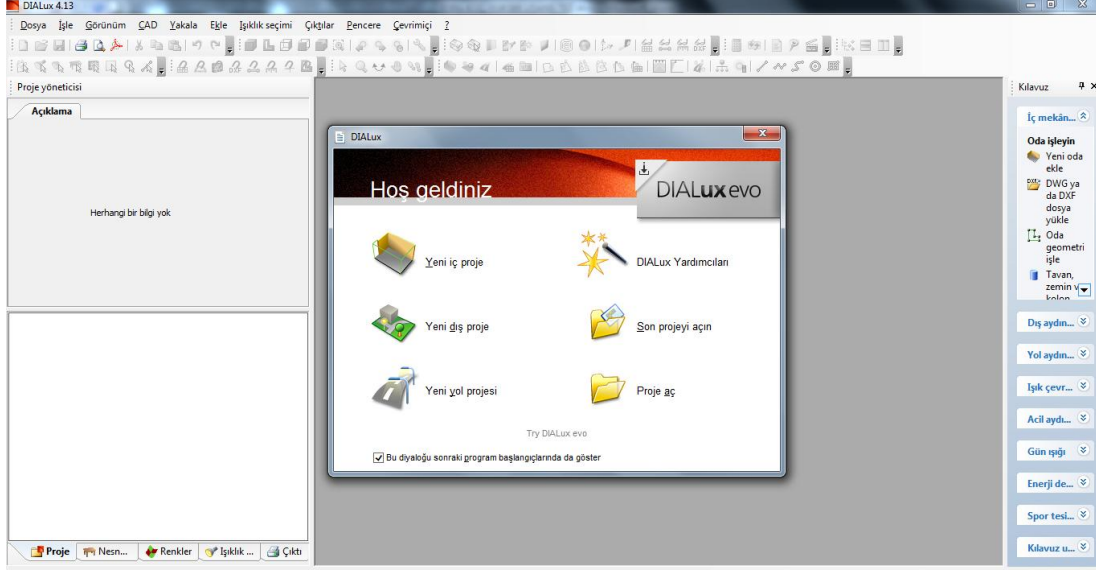 DIALux 4.13
Dosya İşle Görünüm CAD Yakala Ekle Işıklık seçimi Çıktılar Pencere Çevrimiçi ?
Proje yöneticisi
Açıklama
Herhangi bir bilgi yok
Proje Nesn... Renkler Işıklık ... Çıktı
DIALux
Hoş geldiniz
DIALux evo
Yeni iç proje
DIALux Yardımcıları
Yeni dış proje
Son projeyi açın
Yeni yol projesi
Proje aç
Try DIALux evo
Bu diyaloğu sonraki program başlangıçlarında da göster
Kılavuz
İç mekân...
Oda işleyin
Yeni oda
ekle
DWG ya
da DXF
dosya
yükle
Oda
geometri
işle
Tavan,
zemin v
kolon
Dış aydın...
Yol aydın...
Işık çevr...
Acil aydı...
Gün ışığı
Enerji de...
Spor tesi...
Kılavuz u...